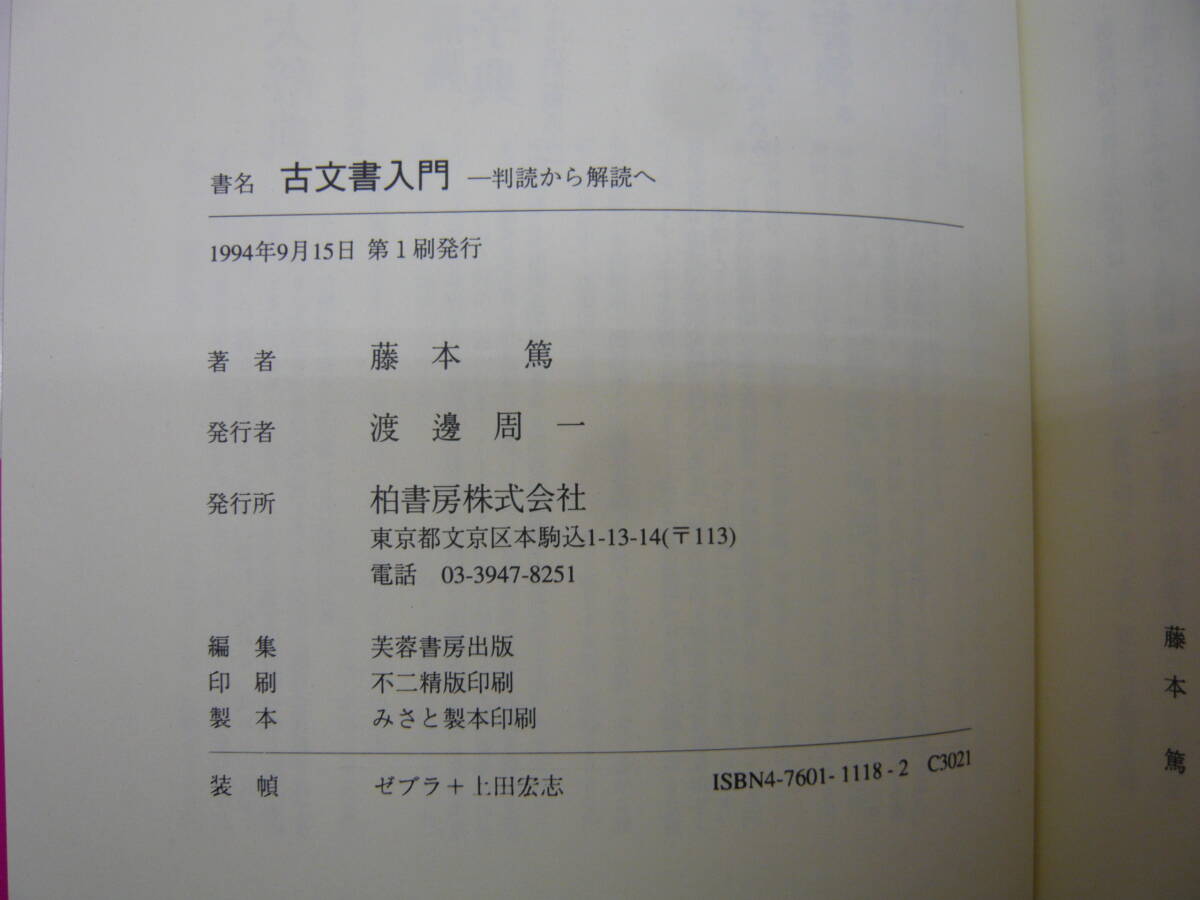 書名 古文書入門 ―判読から解読へ
1994年9月15日 第1刷発行
著者 藤本 篤
発行者 渡邊周一
発行所 柏書房株式会社
東京都文京区本駒込1-13-14(〒113)
電話 03-3947-8251
編集 芙蓉書房出版
印刷 不二精版印刷
製本 みさと製本印刷
装幀 ゼブラ+上田宏志
ISBN4-7601-1118-2 C3021
藤本 篤